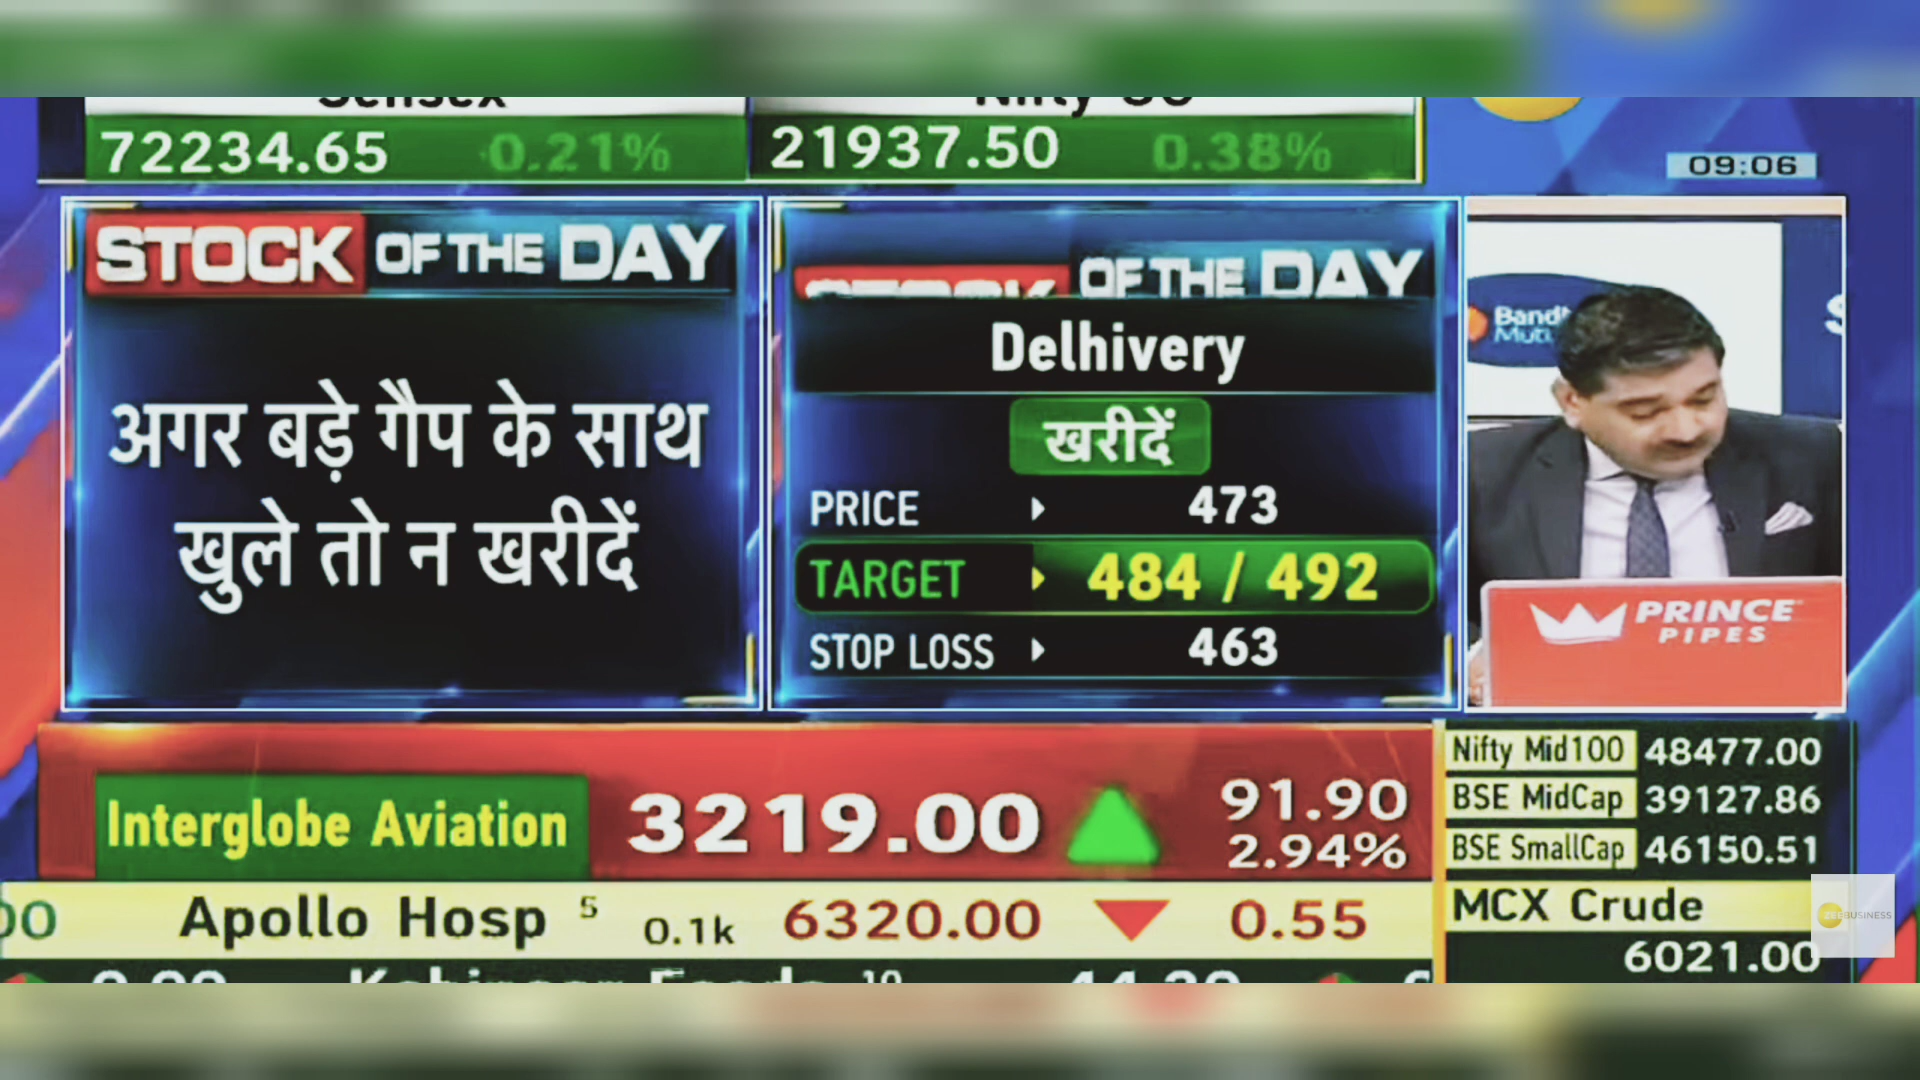 Sensex
72234.65 0.21%
21937.50 0.38%
09:06
STOCK OF THE DAY
अगर बड़े गैप के साथ
खुले तो न खरीदें
OF THE DAY
Delhivery
खरीदें
PRICE 473
TARGET 484 / 492
STOP LOSS 463
PRINCE
PIPES
Interglobe Aviation 3219.00 91.90
2.94%
Apollo Hosp 5 0.1k 6320.00 0.55
Nifty Mid100 48477.00
BSE MidCap 39127.86
BSE SmallCap 46150.51
MCX Crude
6021.00
ZEEBUSINESS